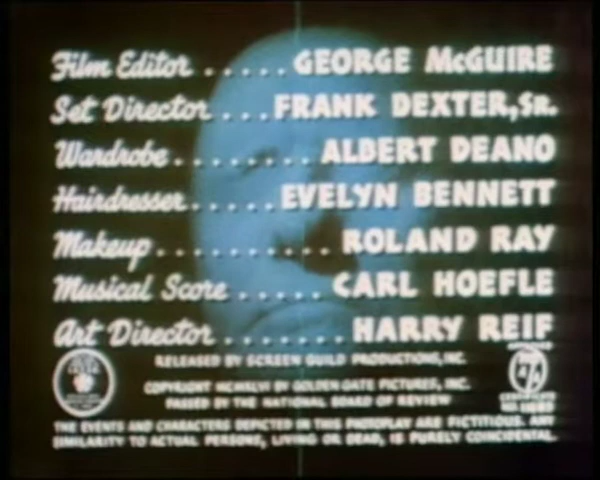 Film Editor ..... GEORGE McGUIRE
Set Director ... FRANK DEXTER, SR.
Wardrobe ........ ALBERT DEANO
Hairdresser ..... EVELYN BENNETT
Makeup .......... ROLAND RAY
Musical Score ..... CARL HOEFLE
Art Director ........ HARRY REIF
RELEASED BY SCREEN GUILD PRODUCTIONS, INC.
COPYRIGHT MCMXLVI BY GOLDEN GATE PICTURES, INC.
PASSED BY THE NATIONAL BOARD OF REVIEW
THE EVENTS AND CHARACTERS DEPICTED IN THIS PHOTOPLAY ARE FICTITIOUS. ANY
SIMILARITY TO ACTUAL PERSONS, LIVING OR DEAD, IS PURELY COINCIDENTAL.